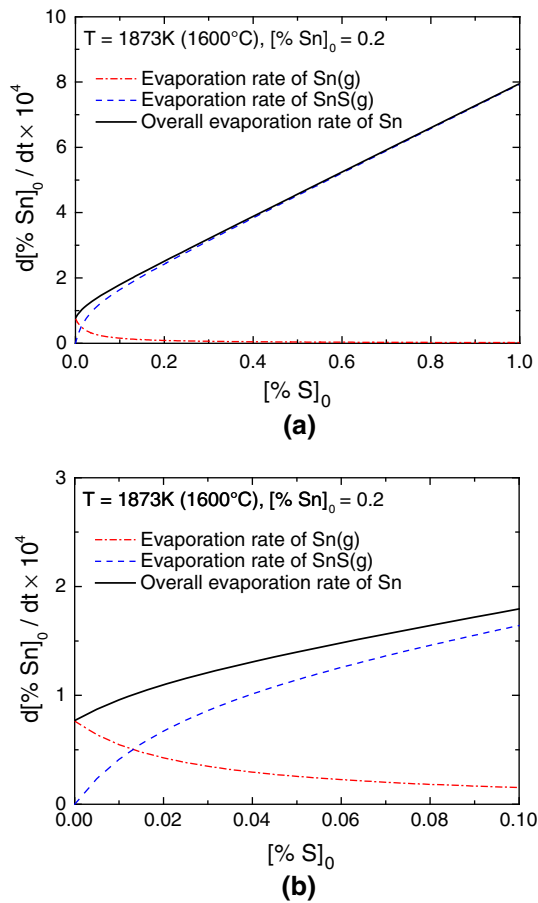 T = 1873K (1600°C), [% Sn]₀ = 0.2
Evaporation rate of Sn(g)
Evaporation rate of SnS(g)
Overall evaporation rate of Sn
10
8
6
4
2
0
d[% Sn]₀ / dt × 10⁴
0.0 0.2 0.4 0.6 0.8 1.0
[% S]₀
(a)
T = 1873K (1600°C), [% Sn]₀ = 0.2
Evaporation rate of Sn(g)
Evaporation rate of SnS(g)
Overall evaporation rate of Sn
3
2
1
0
d[% Sn]₀ / dt × 10⁴
0.00 0.02 0.04 0.06 0.08 0.10
[% S]₀
(b)